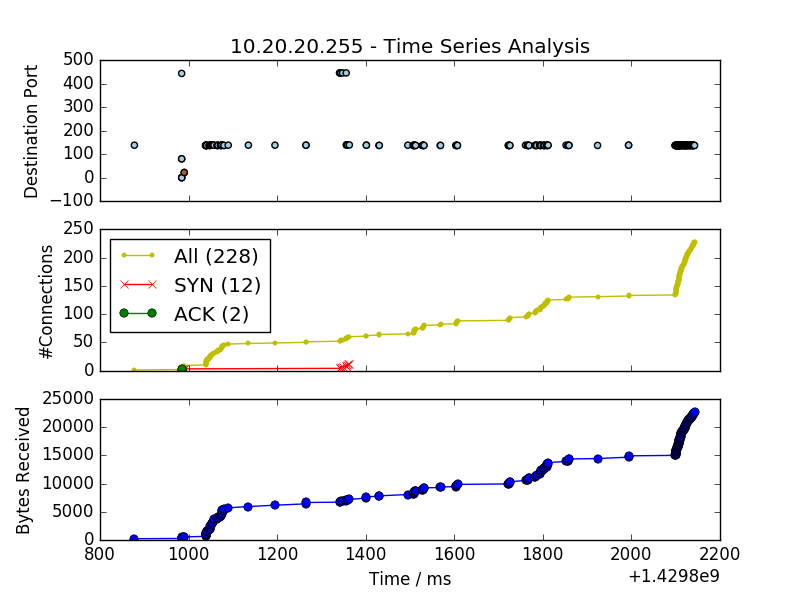 10.20.20.255 - Time Series Analysis
500
400
300
200
100
0
−100
Destination Port
250
200
150
100
50
0
#Connections
All (228)
SYN (12)
ACK (2)
25000
20000
15000
10000
5000
0
Bytes Received
800 1000 1200 1400 1600 1800 2000 2200
Time / ms
+1.4298e9